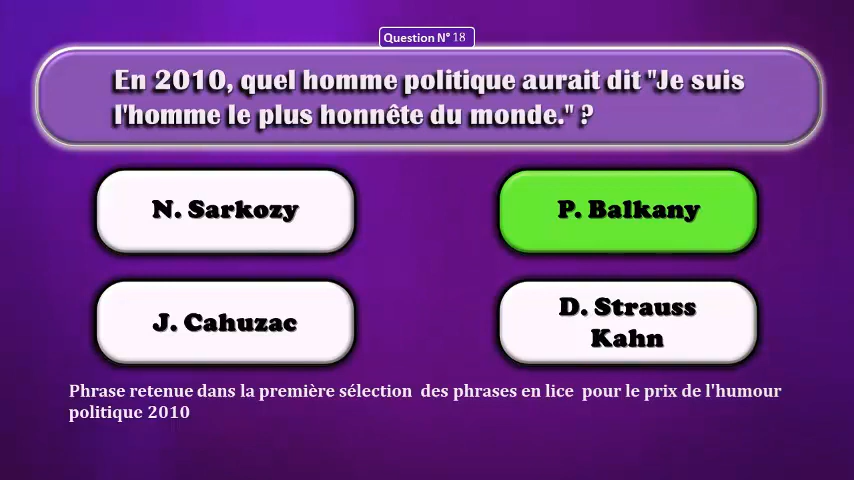 Question N° 18
En 2010, quel homme politique aurait dit "Je suis
l'homme le plus honnête du monde." ?
N. Sarkozy
P. Balkany
J. Cahuzac
D. Strauss
Kahn
Phrase retenue dans la première sélection des phrases en lice pour le prix de l'humour
politique 2010